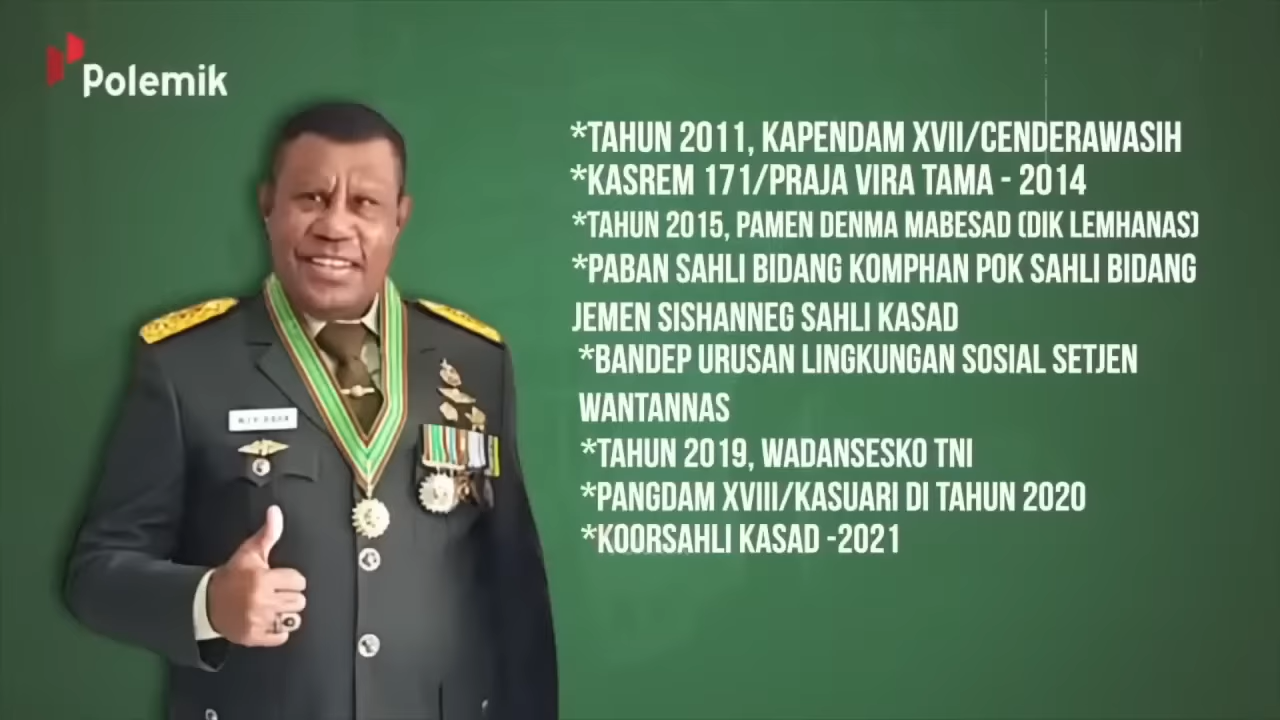 Polemik
*TAHUN 2011, KAPENDAM XVII/CENDERAWASIH
*KASREM 171/PRAJA VIRA TAMA - 2014
*TAHUN 2015, PAMEN DENMA MABESAD (DIK LEMHANAS)
*PABAN SAHLI BIDANG KOMPHAN POK SAHLI BIDANG
JEMEN SISHANNEG SAHLI KASAD
*BANDEP URUSAN LINGKUNGAN SOSIAL SETJEN
WANTANNAS
*TAHUN 2019, WADANSESKO TNI
*PANGDAM XVIII/KASUARI DI TAHUN 2020
*KOORSAHLI KASAD -2021